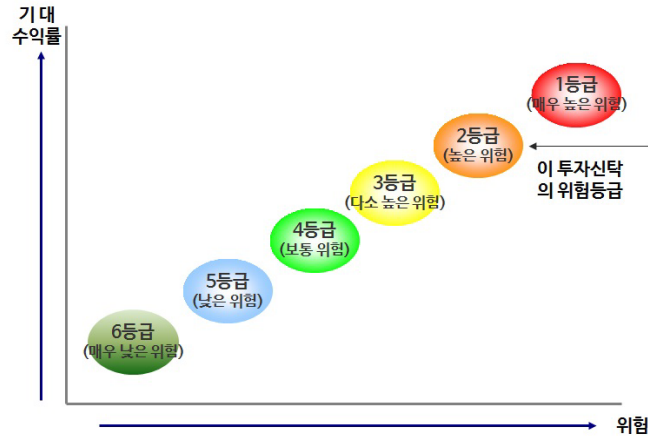 기 대
수익률
1등급
(매우 높은 위험)
2등급
(높은 위험)
이 투자신탁
의 위험등급
3등급
(다소 높은 위험)
4등급
(보통 위험)
5등급
(낮은 위험)
6등급
(매우 낮은 위험)
위험